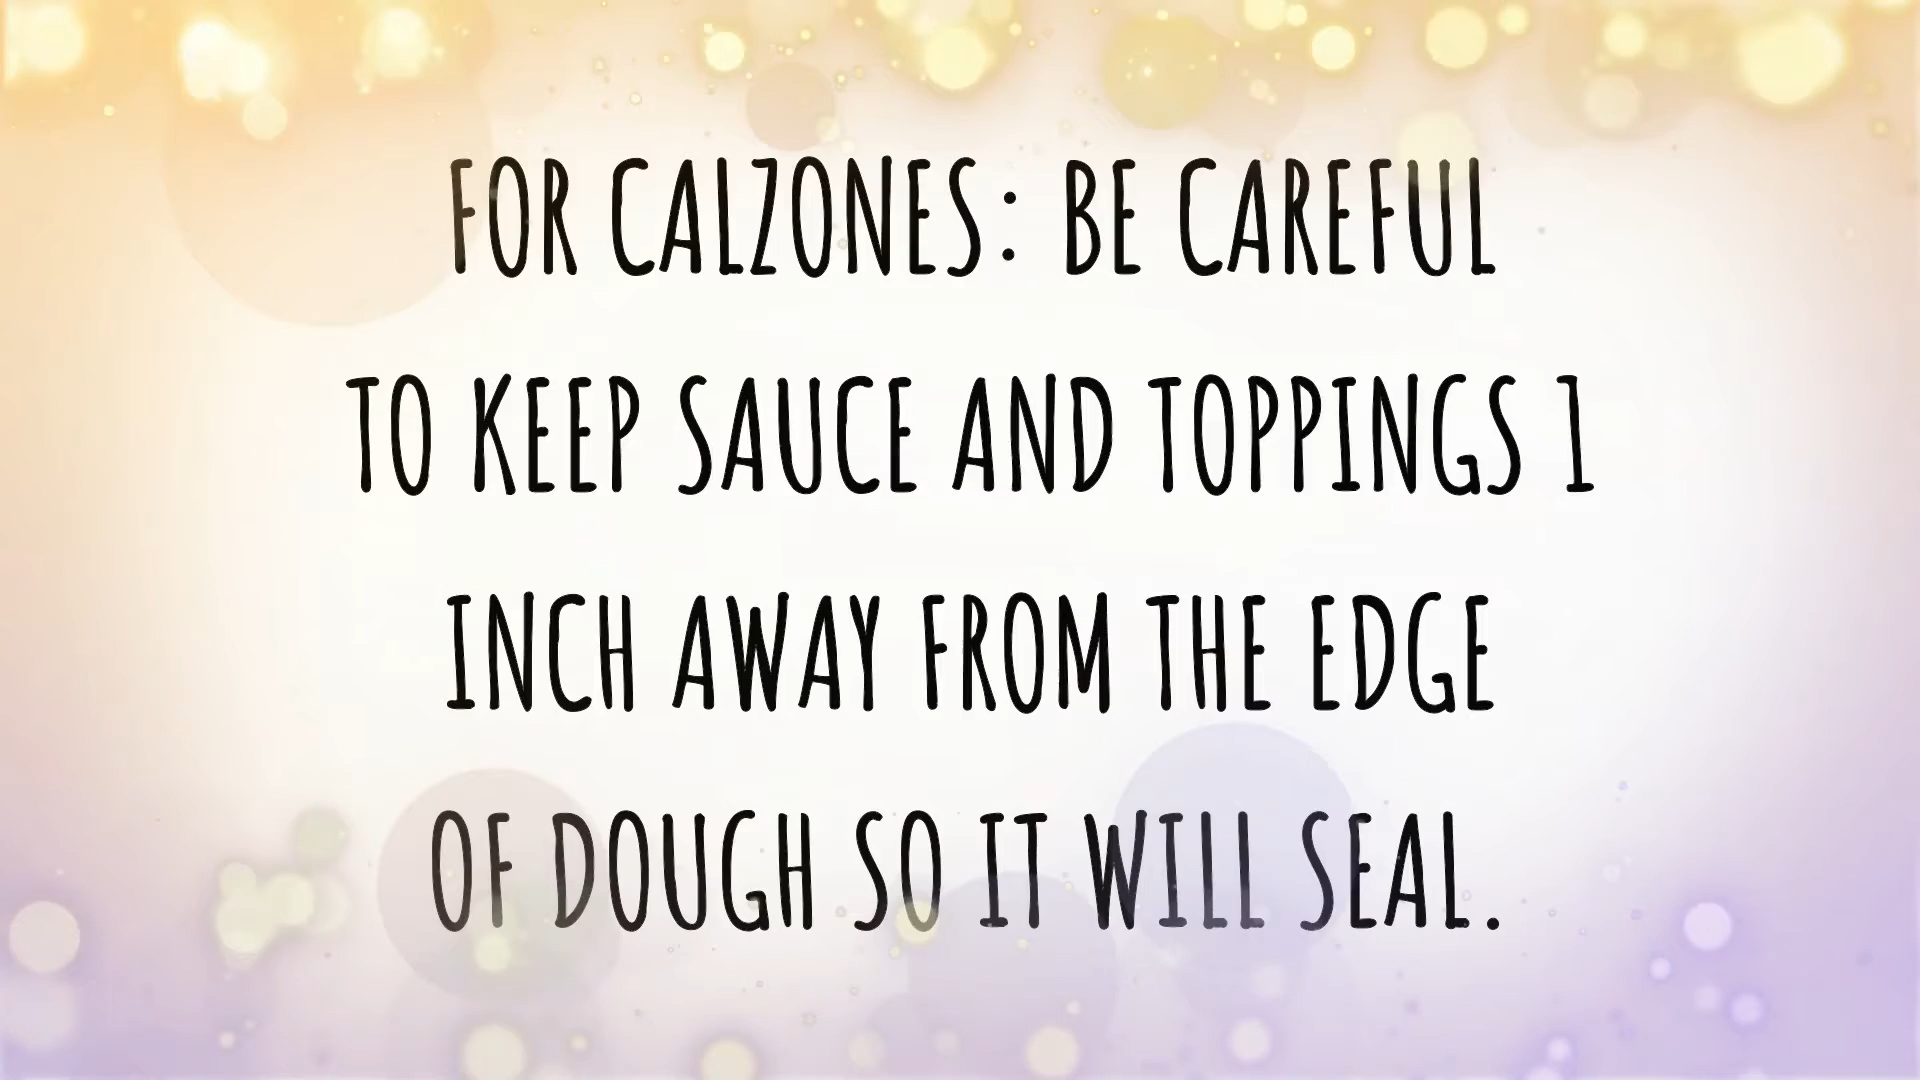 FOR CALZONES: BE CAREFUL
TO KEEP SAUCE AND TOPPINGS 1
INCH AWAY FROM THE EDGE
OF DOUGH SO IT WILL SEAL.